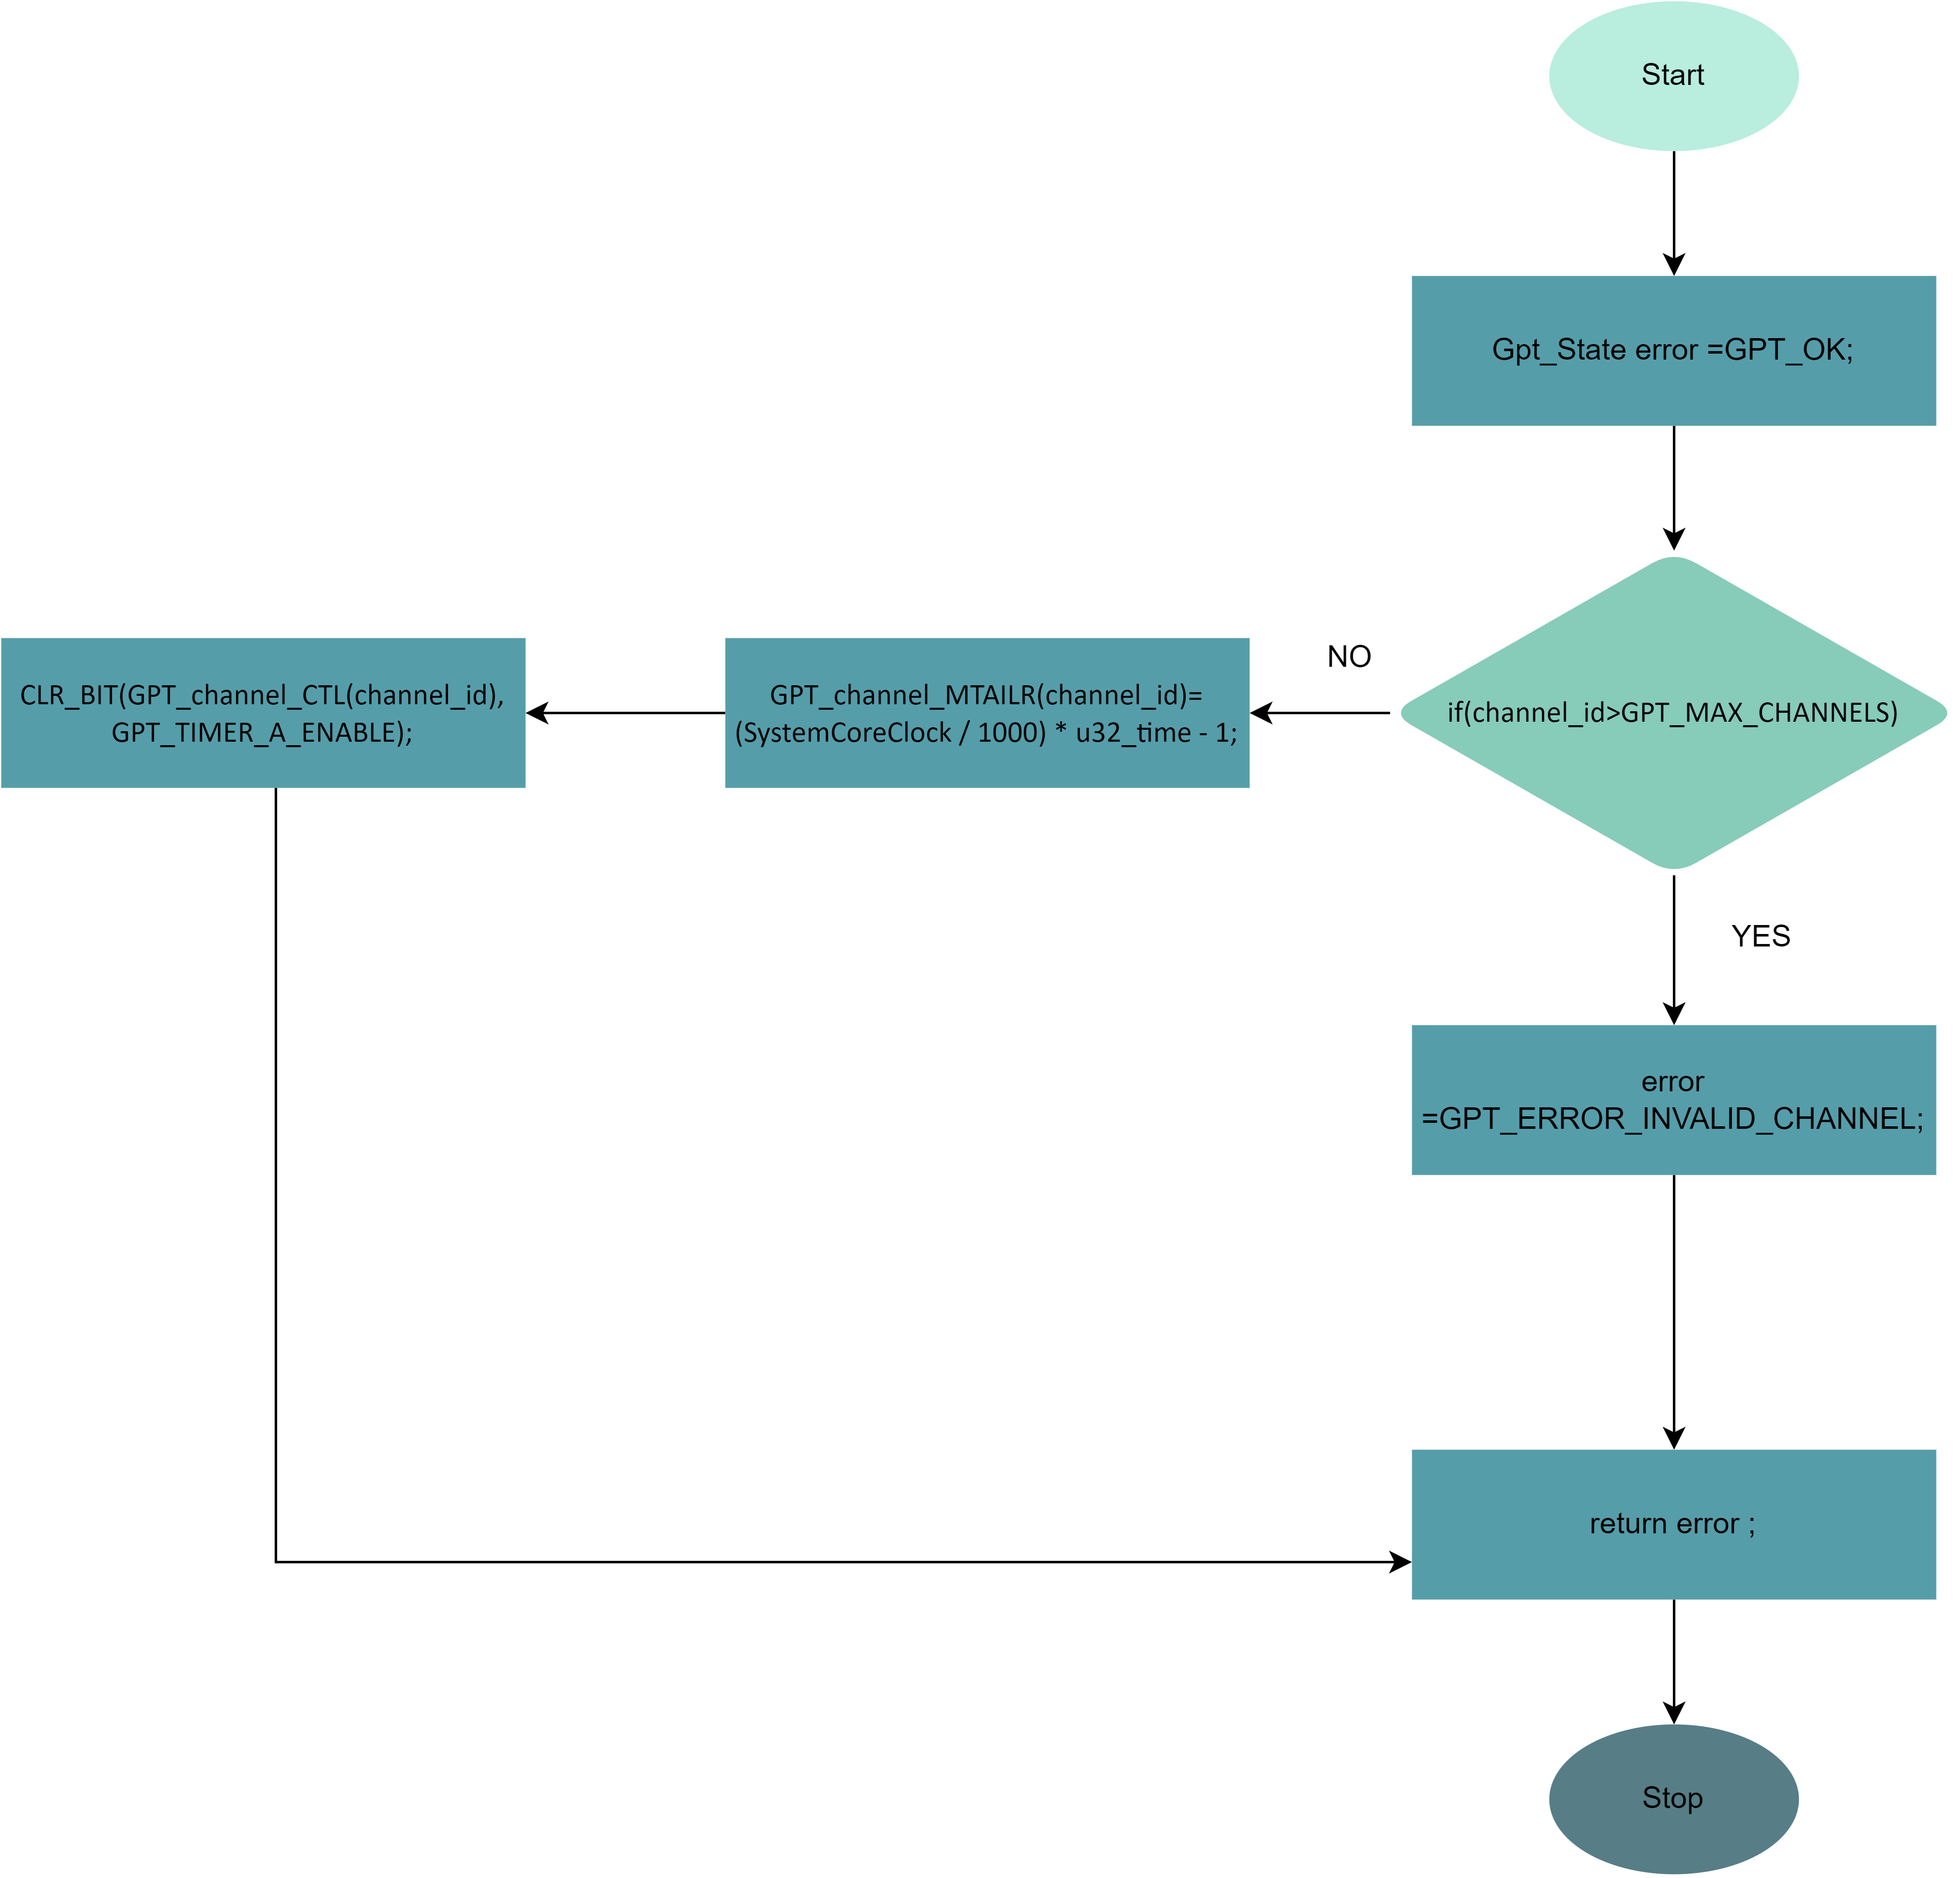 Start
Gpt_State error =GPT_OK;
if(channel_id>GPT_MAX_CHANNELS)
NO
GPT_channel_MTAILR(channel_id)=
(SystemCoreClock / 1000) * u32_time - 1;
CLR_BIT(GPT_channel_CTL(channel_id),
GPT_TIMER_A_ENABLE);
YES
error
=GPT_ERROR_INVALID_CHANNEL;
return error ;
Stop